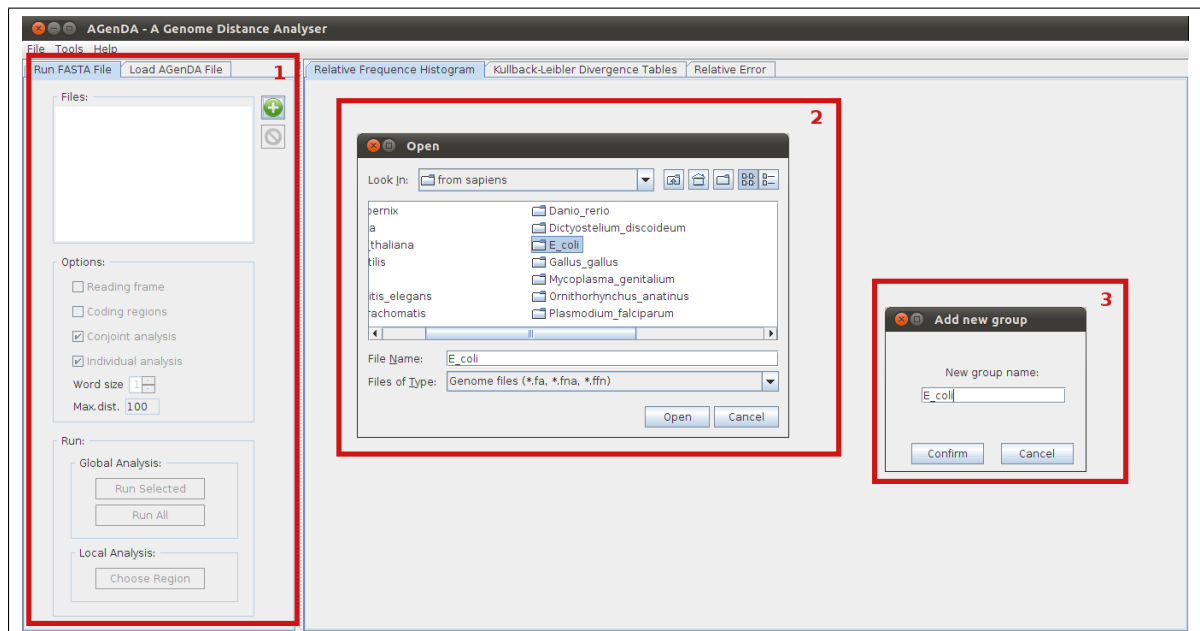 AGenDA - A Genome Distance Analyser
File Tools Help
Run FASTA File
Load AGenDA File
1
Files:
Options:
Reading frame
Coding regions
Conjoint analysis
Individual analysis
Word size 1
Max.dist. 100
Run:
Global Analysis:
Run Selected
Run All
Local Analysis:
Choose Region
Relative Frequence Histogram
Kullback-Leibler Divergence Tables
Relative Error
2
Open
Look In: from sapiens
pernix
a
_thaliana
tilis
itis_elegans
rachomatis
Danio_rerio
Dictyostelium_discoideum
E_coli
Gallus_gallus
Mycoplasma_genitalium
Ornithorhynchus_anatinus
Plasmodium_falciparum
File Name: E_coli
Files of Type: Genome files (*.fa, *.fna, *.ffn)
Open
Cancel
3
Add new group
New group name:
E_coli
Confirm
Cancel